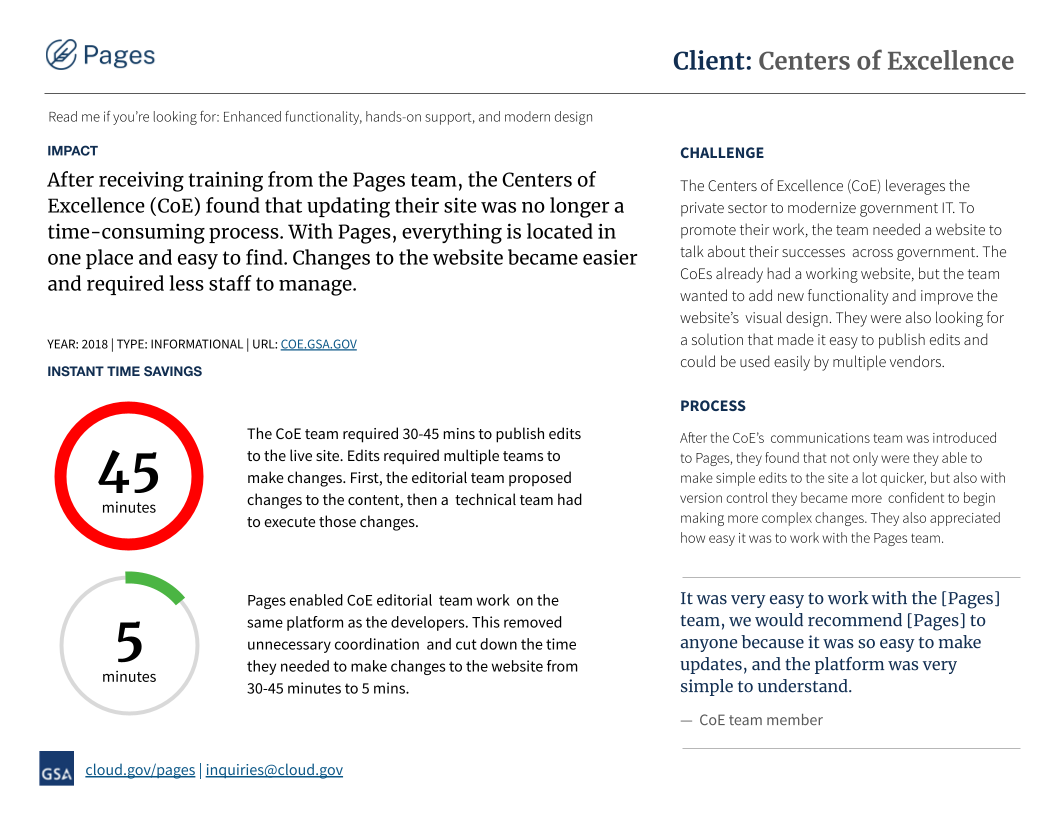 Pages
Client: Centers of Excellence
Read me if you’re looking for: Enhanced functionality, hands-on support, and modern design
IMPACT
After receiving training from the Pages team, the Centers of
Excellence (CoE) found that updating their site was no longer a
time-consuming process. With Pages, everything is located in
one place and easy to find. Changes to the website became easier
and required less staff to manage.
YEAR: 2018 | TYPE: INFORMATIONAL | URL: COE.GSA.GOV
INSTANT TIME SAVINGS
45
minutes
The CoE team required 30-45 mins to publish edits
to the live site. Edits required multiple teams to
make changes. First, the editorial team proposed
changes to the content, then a technical team had
to execute those changes.
5
minutes
Pages enabled CoE editorial team work on the
same platform as the developers. This removed
unnecessary coordination and cut down the time
they needed to make changes to the website from
30-45 minutes to 5 mins.
CHALLENGE
The Centers of Excellence (CoE) leverages the
private sector to modernize government IT. To
promote their work, the team needed a website to
talk about their successes across government. The
CoEs already had a working website, but the team
wanted to add new functionality and improve the
website’s visual design. They were also looking for
a solution that made it easy to publish edits and
could be used easily by multiple vendors.
PROCESS
After the CoE’s communications team was introduced
to Pages, they found that not only were they able to
make simple edits to the site a lot quicker, but also with
version control they became more confident to begin
making more complex changes. They also appreciated
how easy it was to work with the Pages team.
It was very easy to work with the [Pages]
team, we would recommend [Pages] to
anyone because it was so easy to make
updates, and the platform was very
simple to understand.
— CoE team member
GSA
cloud.gov/pages | inquiries@cloud.gov